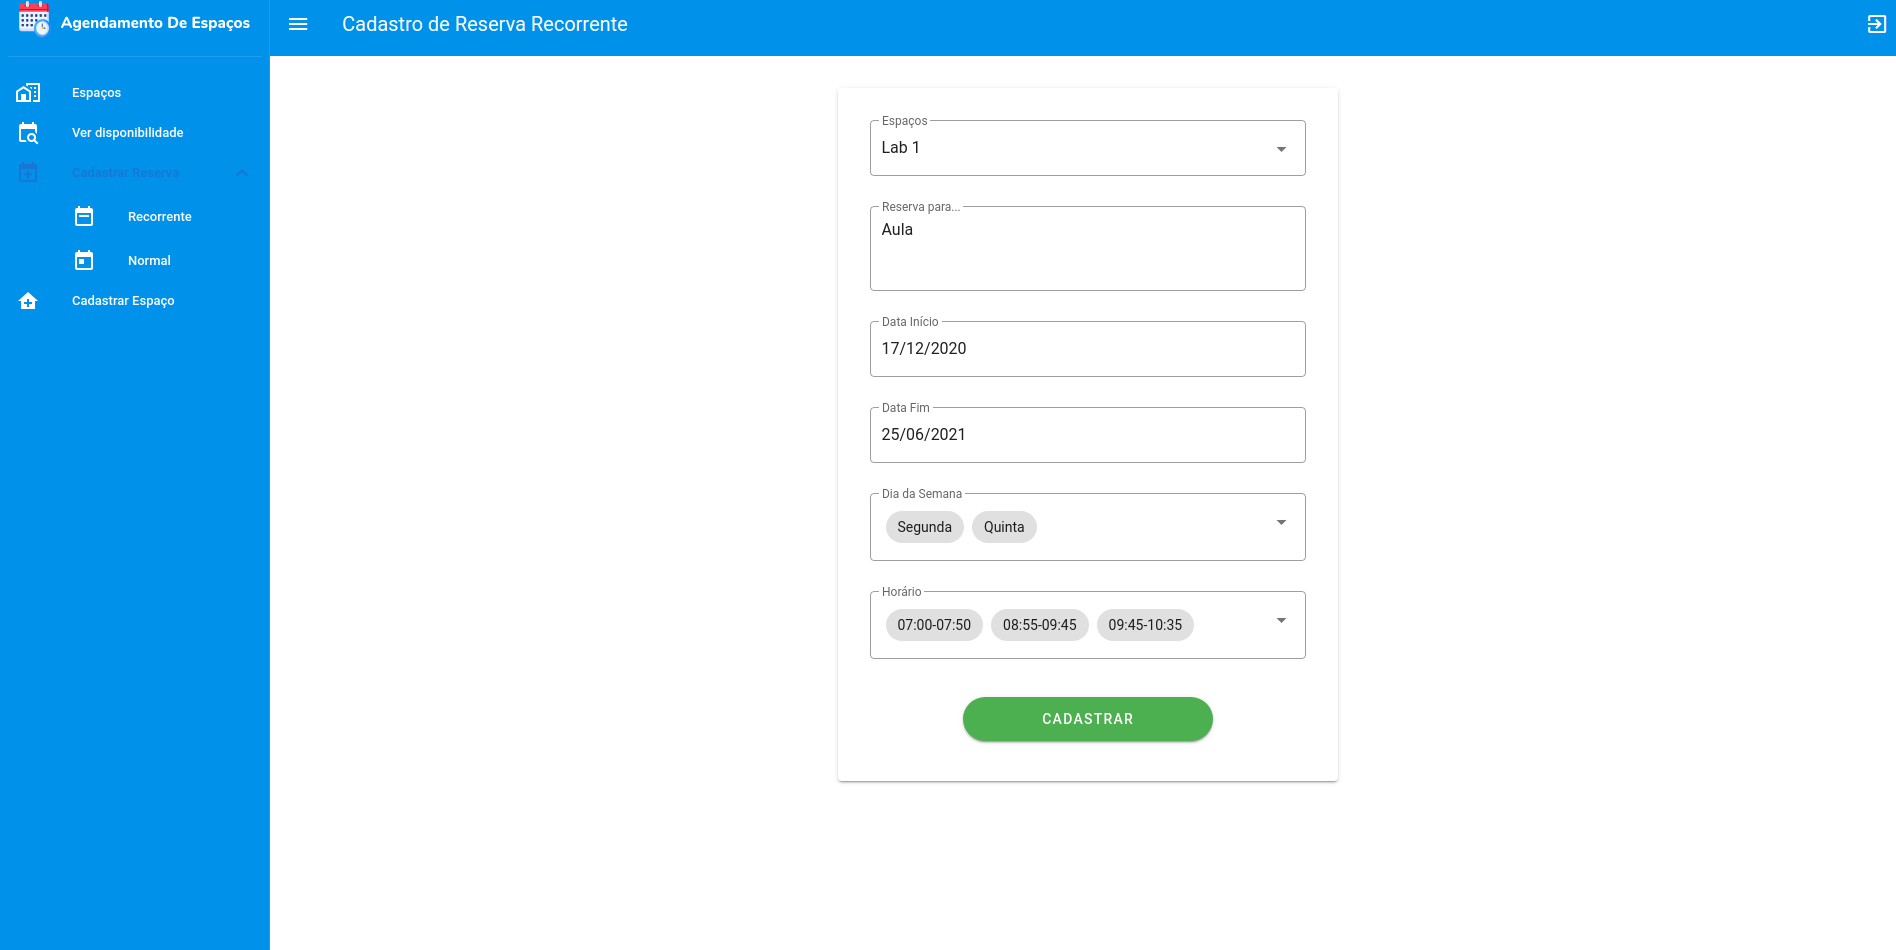 Agendamento De Espaços
Cadastro de Reserva Recorrente
Espaços
Ver disponibilidade
Cadastrar Reserva
Recorrente
Normal
Cadastrar Espaço
Espaços
Lab 1
Reserva para...
Aula
Data Início
17/12/2020
Data Fim
25/06/2021
Dia da Semana
Segunda Quinta
Horário
07:00-07:50 08:55-09:45 09:45-10:35
CADASTRAR